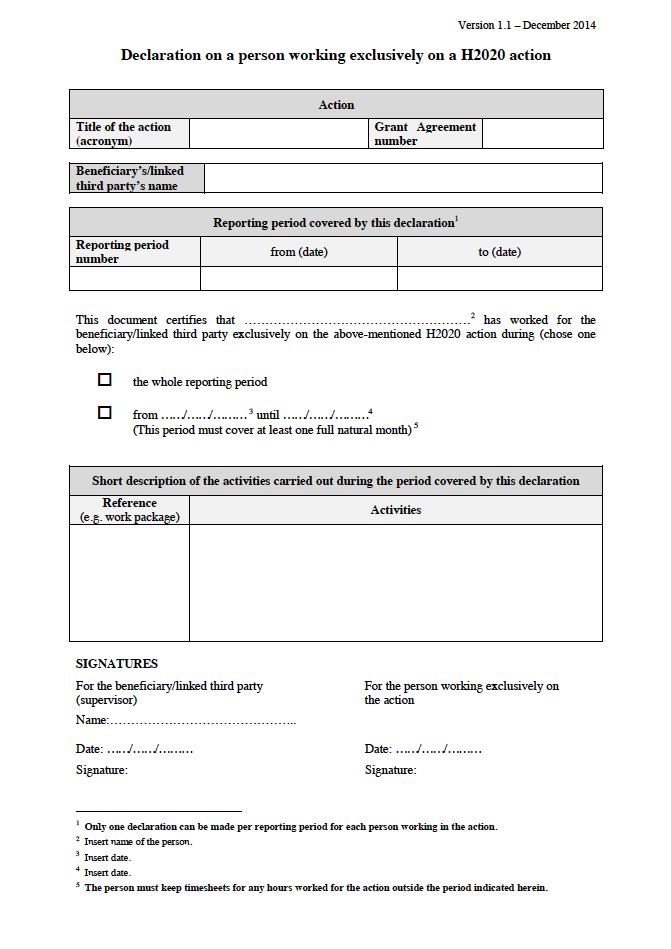 Version 1.1 – December 2014
Declaration on a person working exclusively on a H2020 action
Action
Title of the action
(acronym)
Grant Agreement
number
Beneficiary's/linked
third party's name
Reporting period covered by this declaration1
Reporting period
number
from (date)
to (date)
This document certifies that ………………………………………………2 has worked for the
beneficiary/linked third party exclusively on the above-mentioned H2020 action during (chose one
below):
☐ the whole reporting period
☐ from ……/……/………3 until ……/……/………4
(This period must cover at least one full natural month)5
Short description of the activities carried out during the period covered by this declaration
Reference
(e.g. work package)
Activities
SIGNATURES
For the beneficiary/linked third party
(supervisor)
Name:……………………………………..
Date: ……/……/………
Signature:
For the person working exclusively on
the action
Date: ……/……/………
Signature:
1 Only one declaration can be made per reporting period for each person working in the action.
2 Insert name of the person.
3 Insert date.
4 Insert date.
5 The person must keep timesheets for any hours worked for the action outside the period indicated herein.